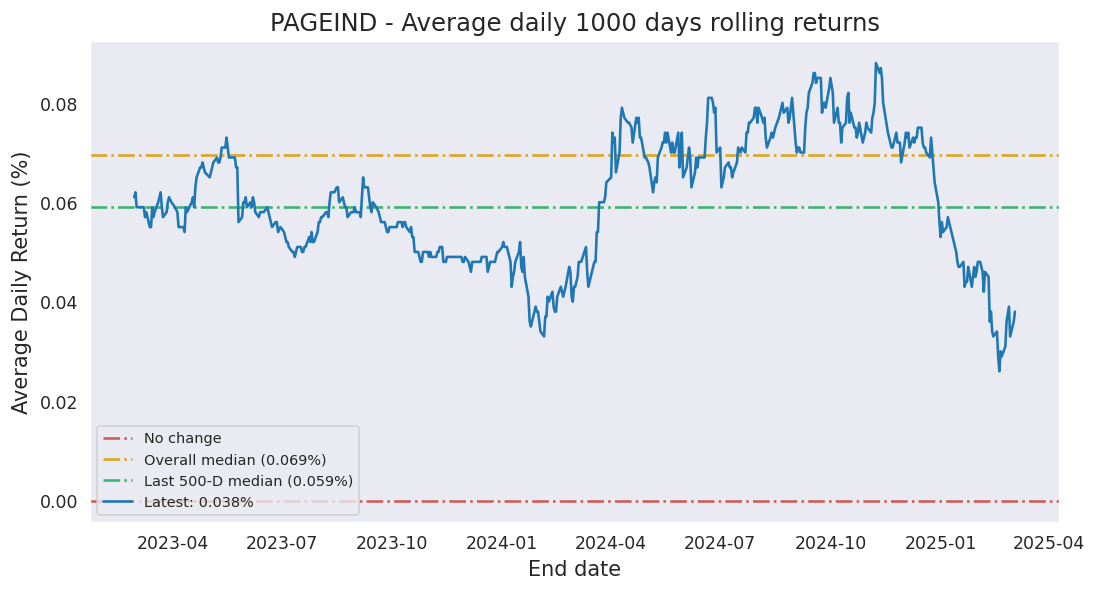 PAGEIND - Average daily 1000 days rolling returns
Average Daily Return (%)
0.08
0.06
0.04
0.02
0.00
No change
Overall median (0.069%)
Last 500-D median (0.059%)
Latest: 0.038%
2023-04 2023-07 2023-10 2024-01 2024-04 2024-07 2024-10 2025-01 2025-04
End date